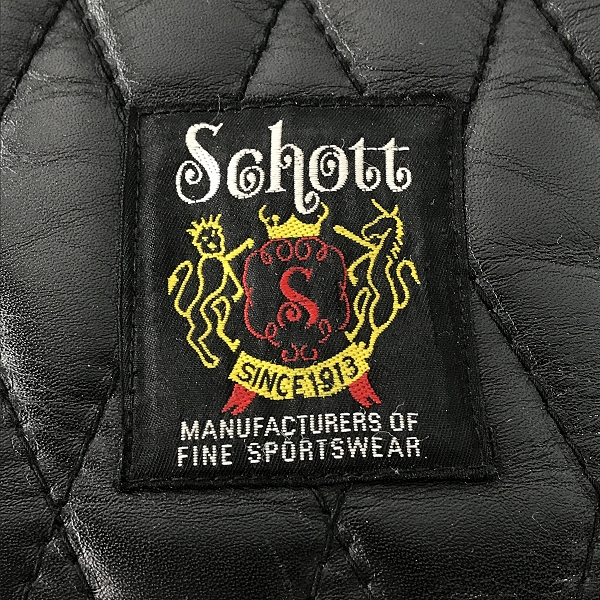 Schott
S
SINCE 1913
MANUFACTURERS OF
FINE SPORTSWEAR